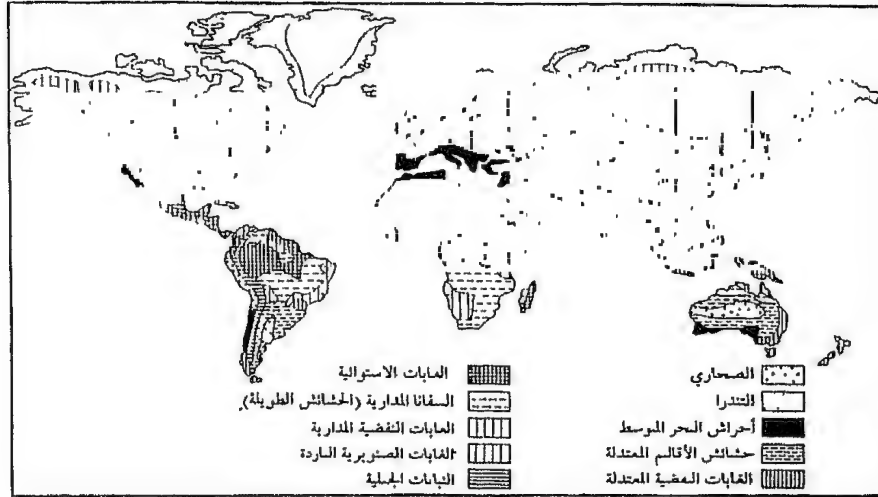 الصحاري
التندرا
أحراش البحر المتوسط
حشائش الأقاليم المعتدلة
الغابات النفضية المعتدلة
الغابات الاستوائية
السفانا المدارية (الحشائش الطويلة).
الغابات النفضية المدارية
الغابات الصنوبرية الباردة
النباتات الجبلية